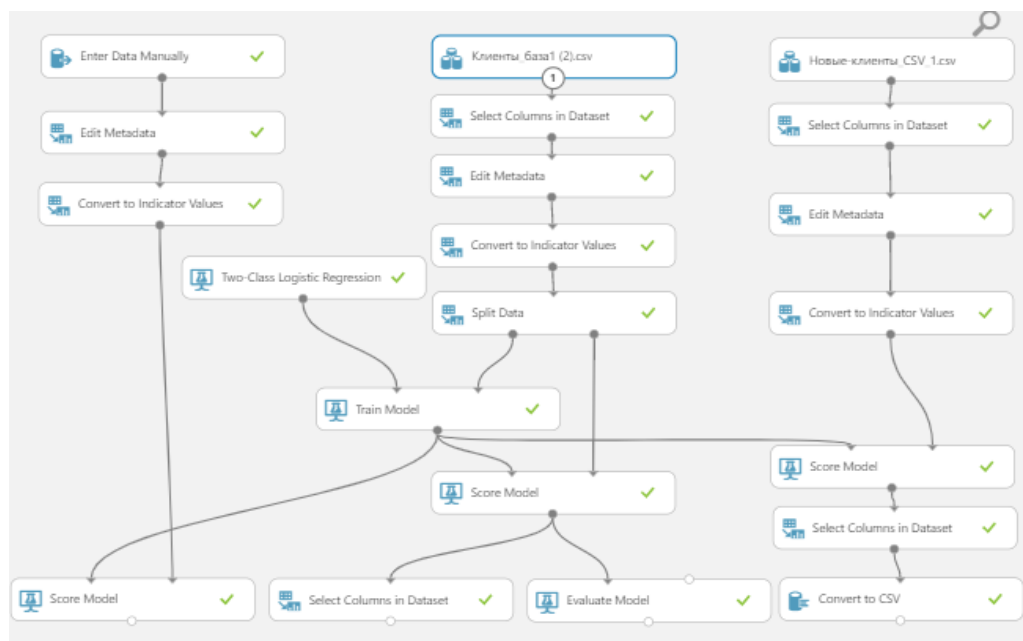 Enter Data Manually
Клиенты_база1 (2).csv
Новые-клиенты_CSV_1.csv
1
Select Columns in Dataset
Select Columns in Dataset
Edit Metadata
Edit Metadata
Convert to Indicator Values
Edit Metadata
Convert to Indicator Values
Two-Class Logistic Regression
Split Data
Convert to Indicator Values
Train Model
Score Model
Score Model
Select Columns in Dataset
Score Model
Select Columns in Dataset
Evaluate Model
Convert to CSV